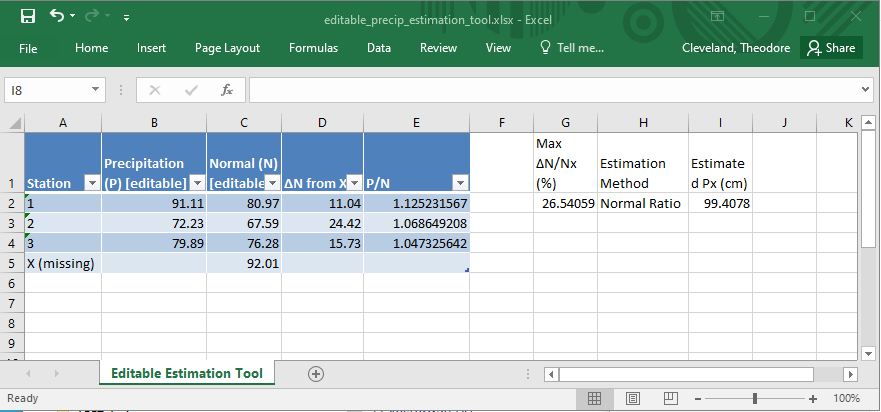 editable_precip_estimation_tool.xlsx - Excel
File Home Insert Page Layout Formulas Data Review View Tell me... Cleveland, Theodore Share
I8 fx
A B C D E F G H I J K
1 Station Precipitation (P) [editable] Normal (N) [editable ΔN from X P/N Max ΔN/Nx (%) Estimation Method Estimate d Px (cm)
2 1 91.11 80.97 11.04 1.125231567 26.54059 Normal Ratio 99.4078
3 2 72.23 67.59 24.42 1.068649208
4 3 79.89 76.28 15.73 1.047325642
5 X (missing) 92.01
6
7
8
9
Editable Estimation Tool
Ready 100%